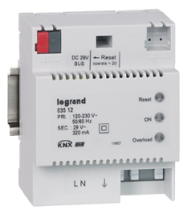 DC 29V
BUS
← Reset
legrand
035 12
PRI : 120-230 V~
50/60 Hz
SEC : 29 V⎓
320 mA
KNX
Reset
ON
Overload
L N